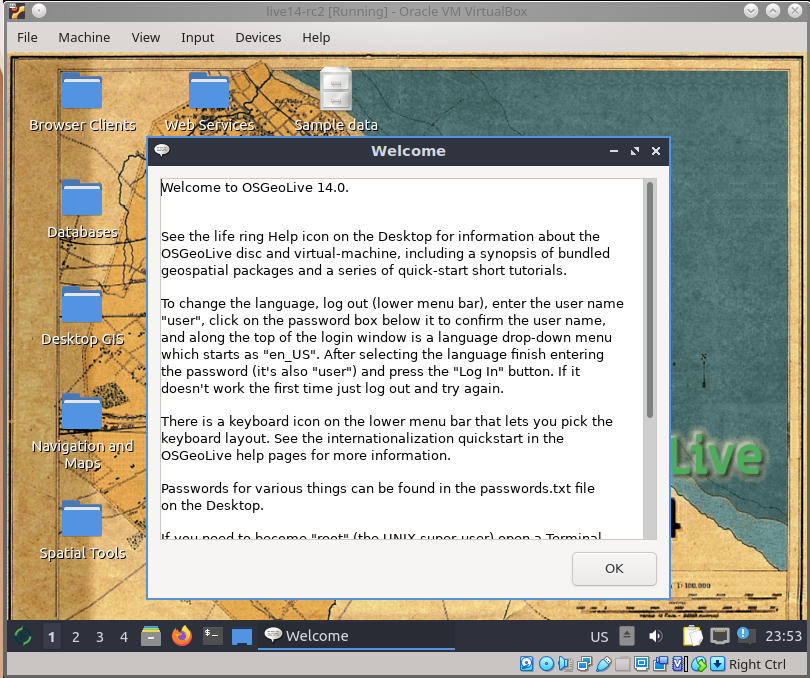 live14-rc2 [Running] - Oracle VM VirtualBox
File Machine View Input Devices Help
Browser Clients
Web Services
Sample data
Databases
Desktop GIS
Navigation and
Maps
Spatial Tools
Welcome
Welcome to OSGeoLive 14.0.
See the life ring Help icon on the Desktop for information about the
OSGeoLive disc and virtual-machine, including a synopsis of bundled
geospatial packages and a series of quick-start short tutorials.
To change the language, log out (lower menu bar), enter the user name
"user", click on the password box below it to confirm the user name,
and along the top of the login window is a language drop-down menu
which starts as "en_US". After selecting the language finish entering
the password (it's also "user") and press the "Log In" button. If it
doesn't work the first time just log out and try again.
There is a keyboard icon on the lower menu bar that lets you pick the
keyboard layout. See the internationalization quickstart in the
OSGeoLive help pages for more information.
Passwords for various things can be found in the passwords.txt file
on the Desktop.
If you need to become "root" (the UNIX super user) open a Terminal
OK
N
Live
4
1:100.000
1 2 3 4 Welcome US 23:53
Right Ctrl